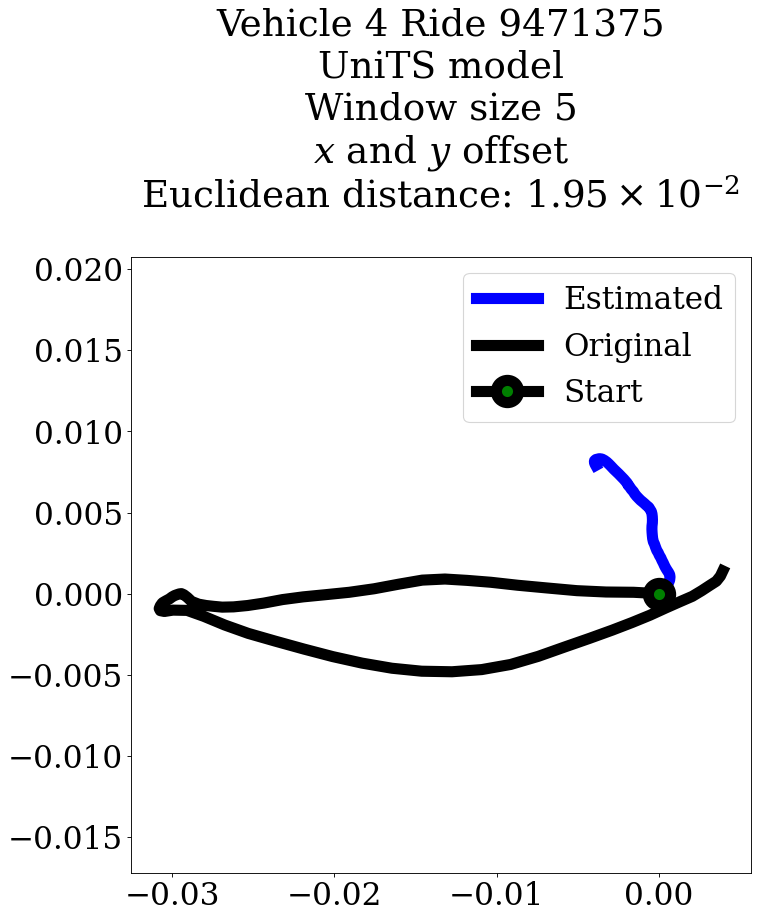 Vehicle 4 Ride 9471375
UniTS model
Window size 5
x and y offset
Euclidean distance: 1.95 × 10⁻²
0.020
0.015
0.010
0.005
0.000
−0.005
−0.010
−0.015
Estimated
Original
Start
−0.03 −0.02 −0.01 0.00